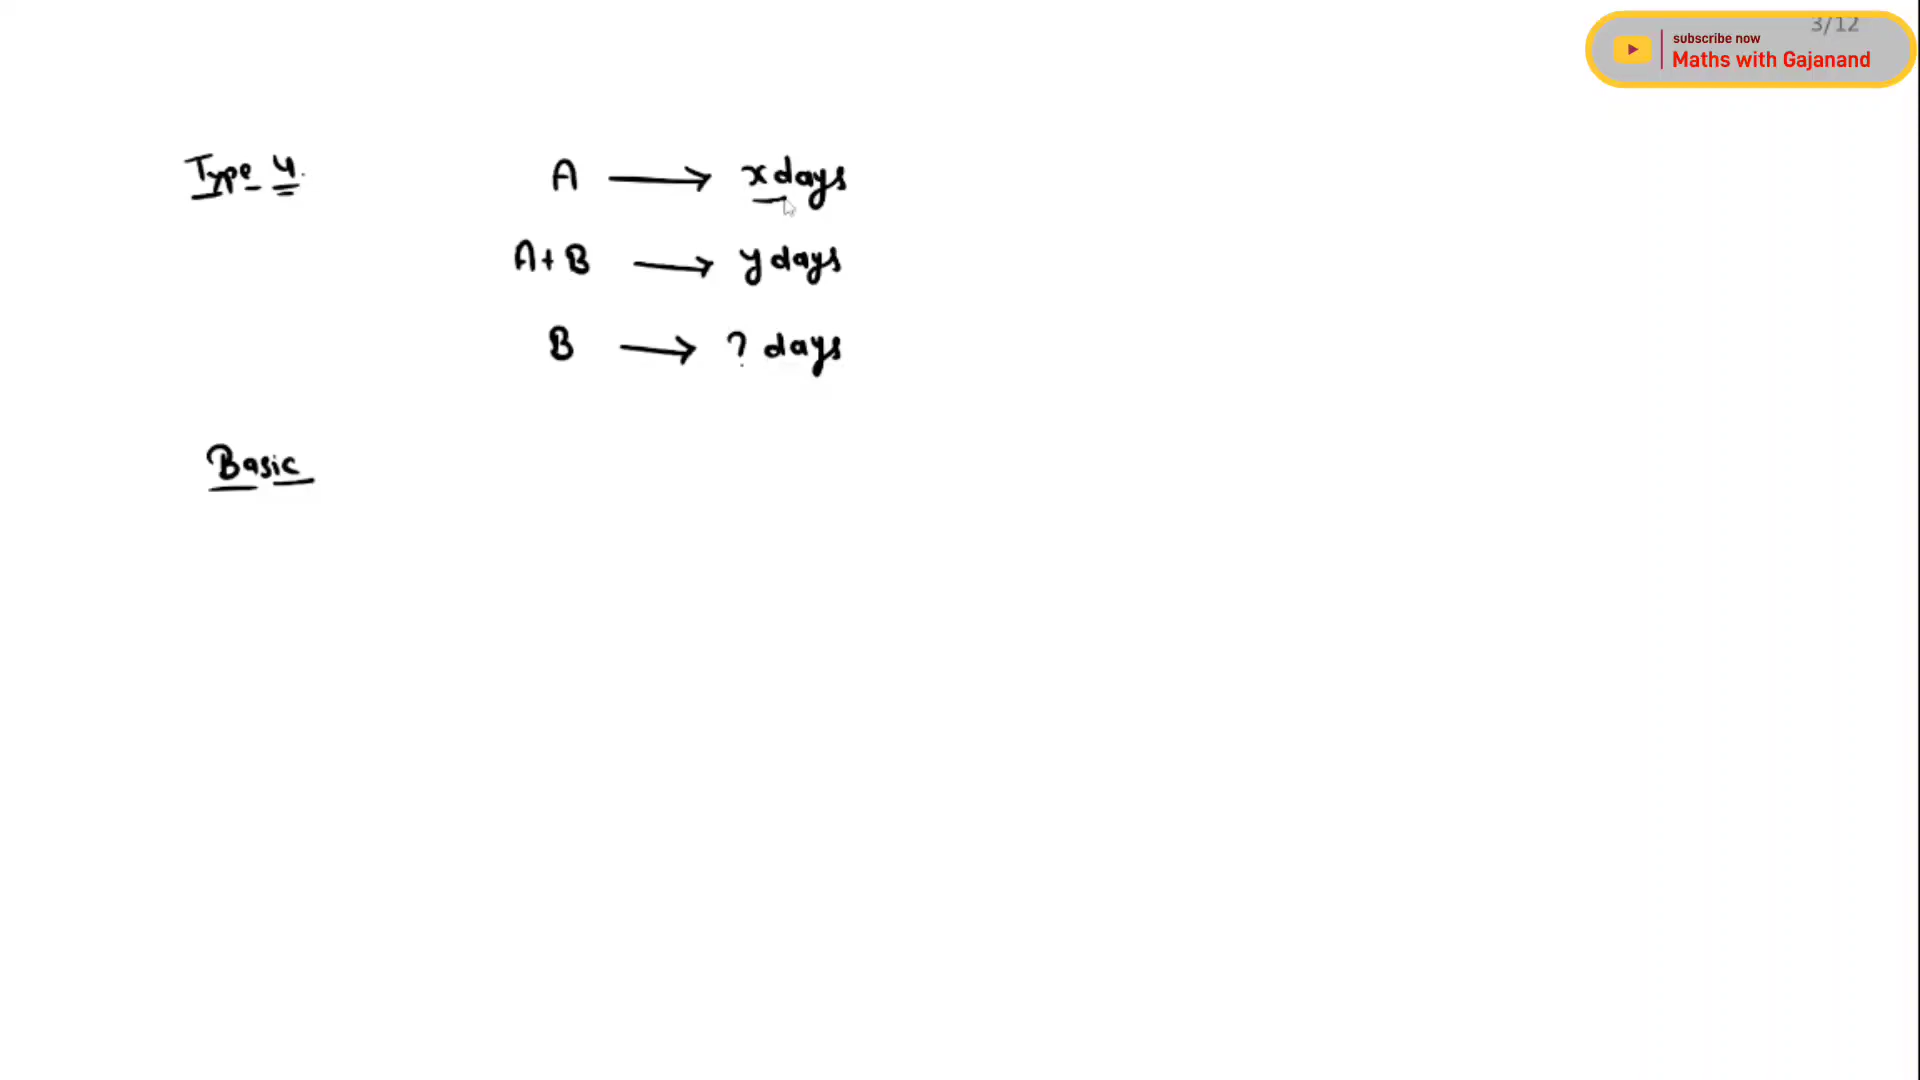 3/12
subscribe now
Maths with Gajanand
Type 4. A → x days
A+B → y days
B → ? days
Basic